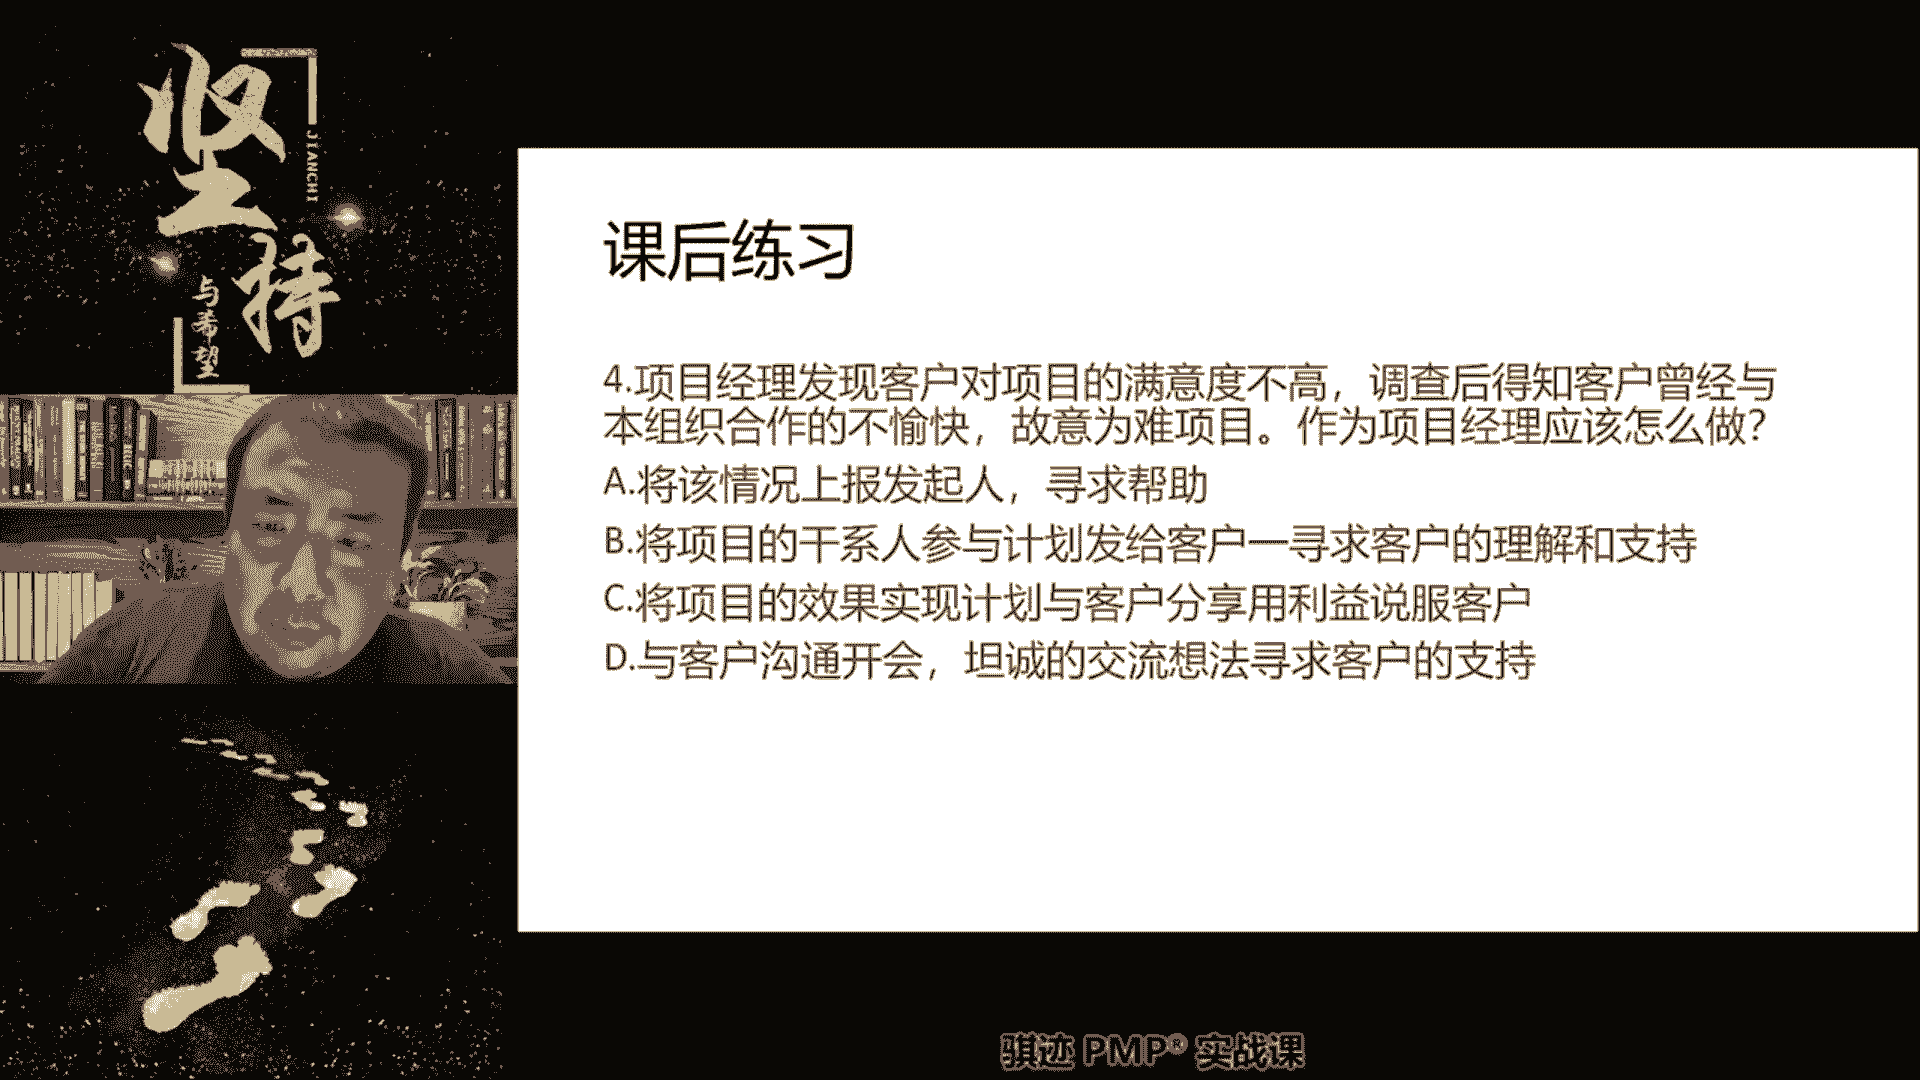 坚持
JIANCHI
与希望
课后练习
4.项目经理发现客户对项目的满意度不高，调查后得知客户曾经与
本组织合作的不愉快，故意为难项目。作为项目经理应该怎么做？
A.将该情况上报发起人，寻求帮助
B.将项目的干系人参与计划发给客户—寻求客户的理解和支持
C.将项目的效果实现计划与客户分享用利益说服客户
D.与客户沟通开会，坦诚的交流想法寻求客户的支持
骐迹 PMP® 实战课